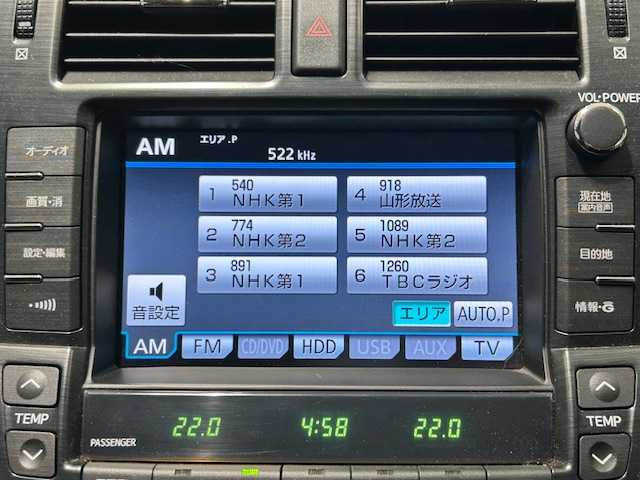 VOL•POWER
オーディオ
画質・消
設定・編集
AM
エリア.P
522 kHz
1
540
NHK第1
4
918
山形放送
2
774
NHK第2
5
1089
NHK第2
3
891
NHK第1
6
1260
TBCラジオ
音設定
エリア
AUTO.P
AM
FM
CD/DVD
HDD
USB
AUX
TV
現在地
案内音声
目的地
情報・G
TEMP
PASSENGER
22.0
4:58
22.0
TEMP